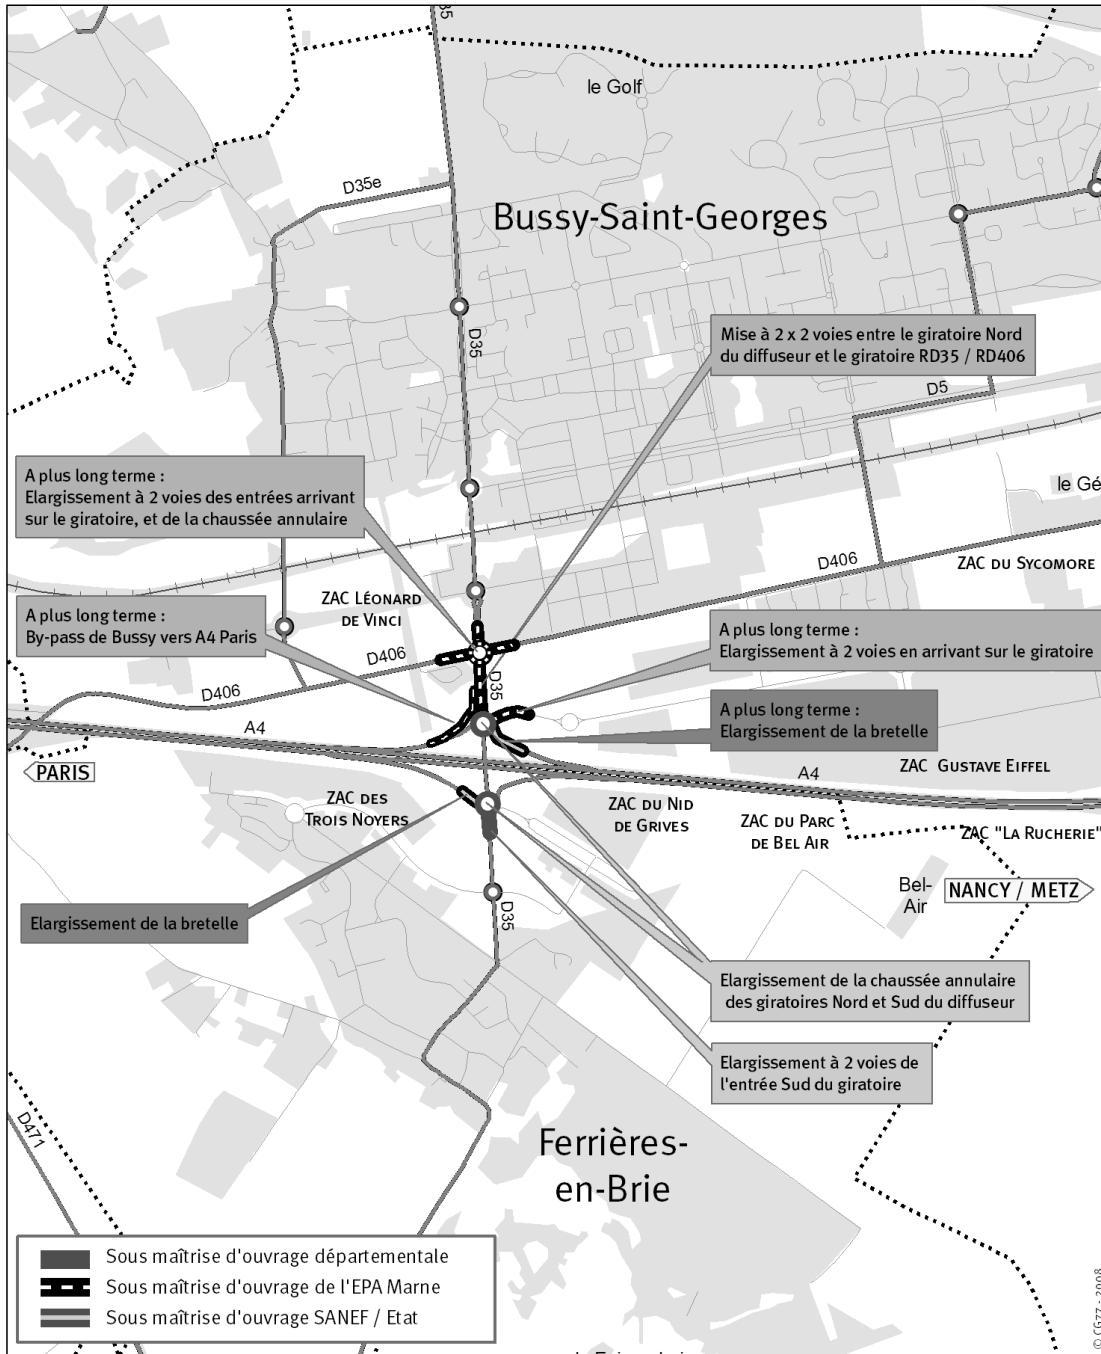 35
le Golf
D35e
Bussy-Saint-Georges
D35
Mise à 2 x 2 voies entre le giratoire Nord
du diffuseur et le giratoire RD35 / RD406
D5
A plus long terme :
Elargissement à 2 voies des entrées arrivant
sur le giratoire, et de la chaussée annulaire
le Gé
D406
ZAC DU SYCOMORE
ZAC LÉONARD
DE VINCI
A plus long terme :
By-pass de Bussy vers A4 Paris
A plus long terme :
Elargissement à 2 voies en arrivant sur le giratoire
D406
D35
D406
A plus long terme :
Elargissement de la bretelle
A4
PARIS
ZAC GUSTAVE EIFFEL
A4
ZAC DES
TROIS NOYERS
ZAC DU NID
DE GRIVES
ZAC DU PARC
DE BEL AIR
ZAC "LA RUCHERIE"
Bel-
Air
NANCY / METZ
Elargissement de la bretelle
D35
Elargissement de la chaussée annulaire
des giratoires Nord et Sud du diffuseur
Elargissement à 2 voies de
l'entrée Sud du giratoire
D471
Ferrières-
en-Brie
Sous maîtrise d'ouvrage départementale
Sous maîtrise d'ouvrage de l'EPA Marne
Sous maîtrise d'ouvrage SANEF / Etat
© CG77 - 2008